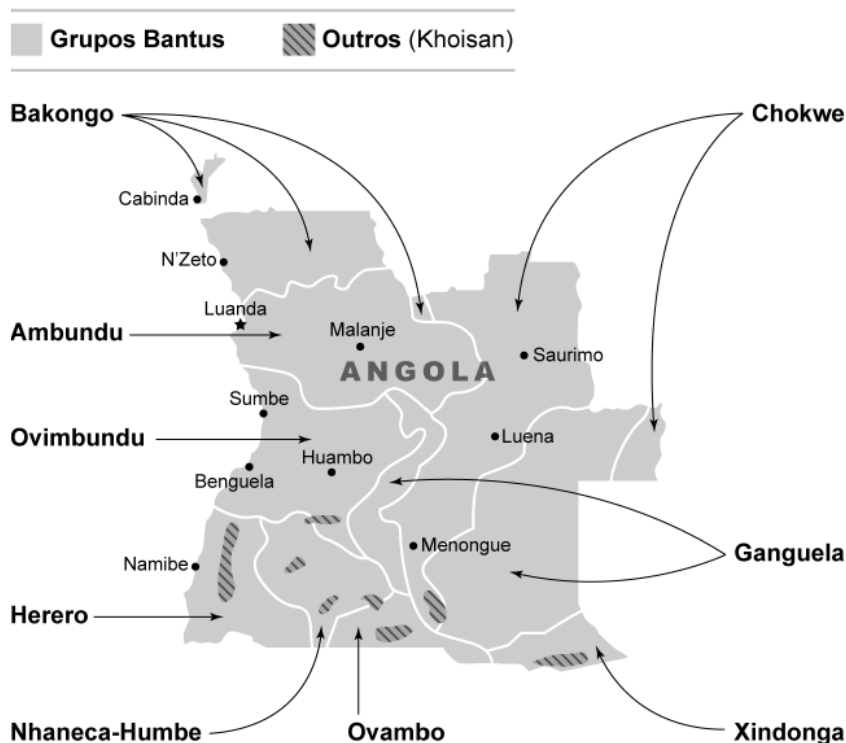 Grupos Bantus
Outros (Khoisan)
Bakongo
Chokwe
Cabinda
N'Zeto
Luanda
Ambundu
Malanje
Saurimo
ANGOLA
Sumbe
Ovimbundu
Luena
Huambo
Benguela
Menongue
Ganguela
Namibe
Herero
Nhaneca-Humbe
Ovambo
Xindonga